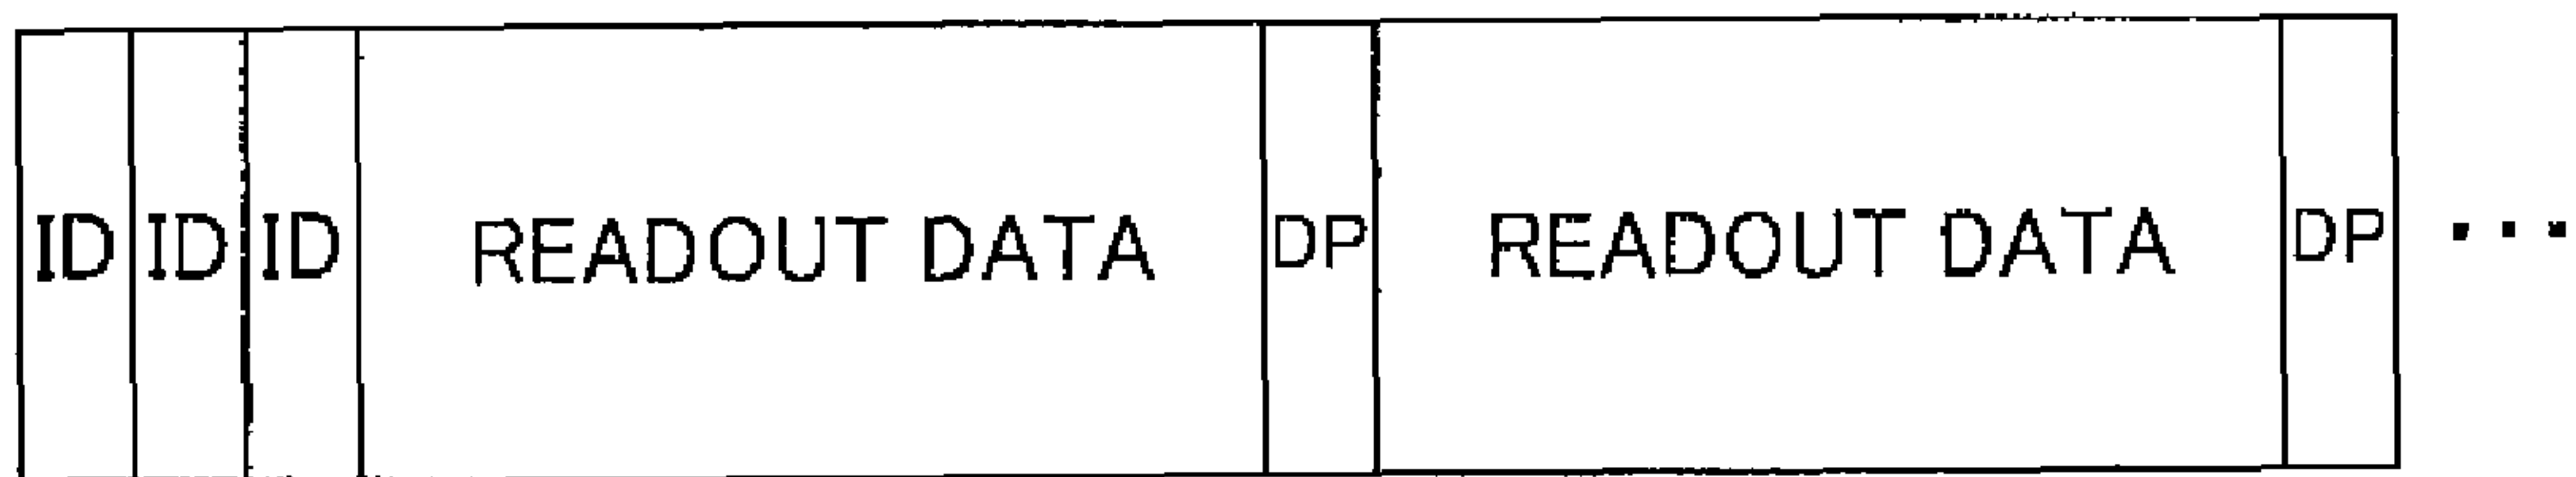 ID ID ID READOUT DATA DP READOUT DATA DP ...